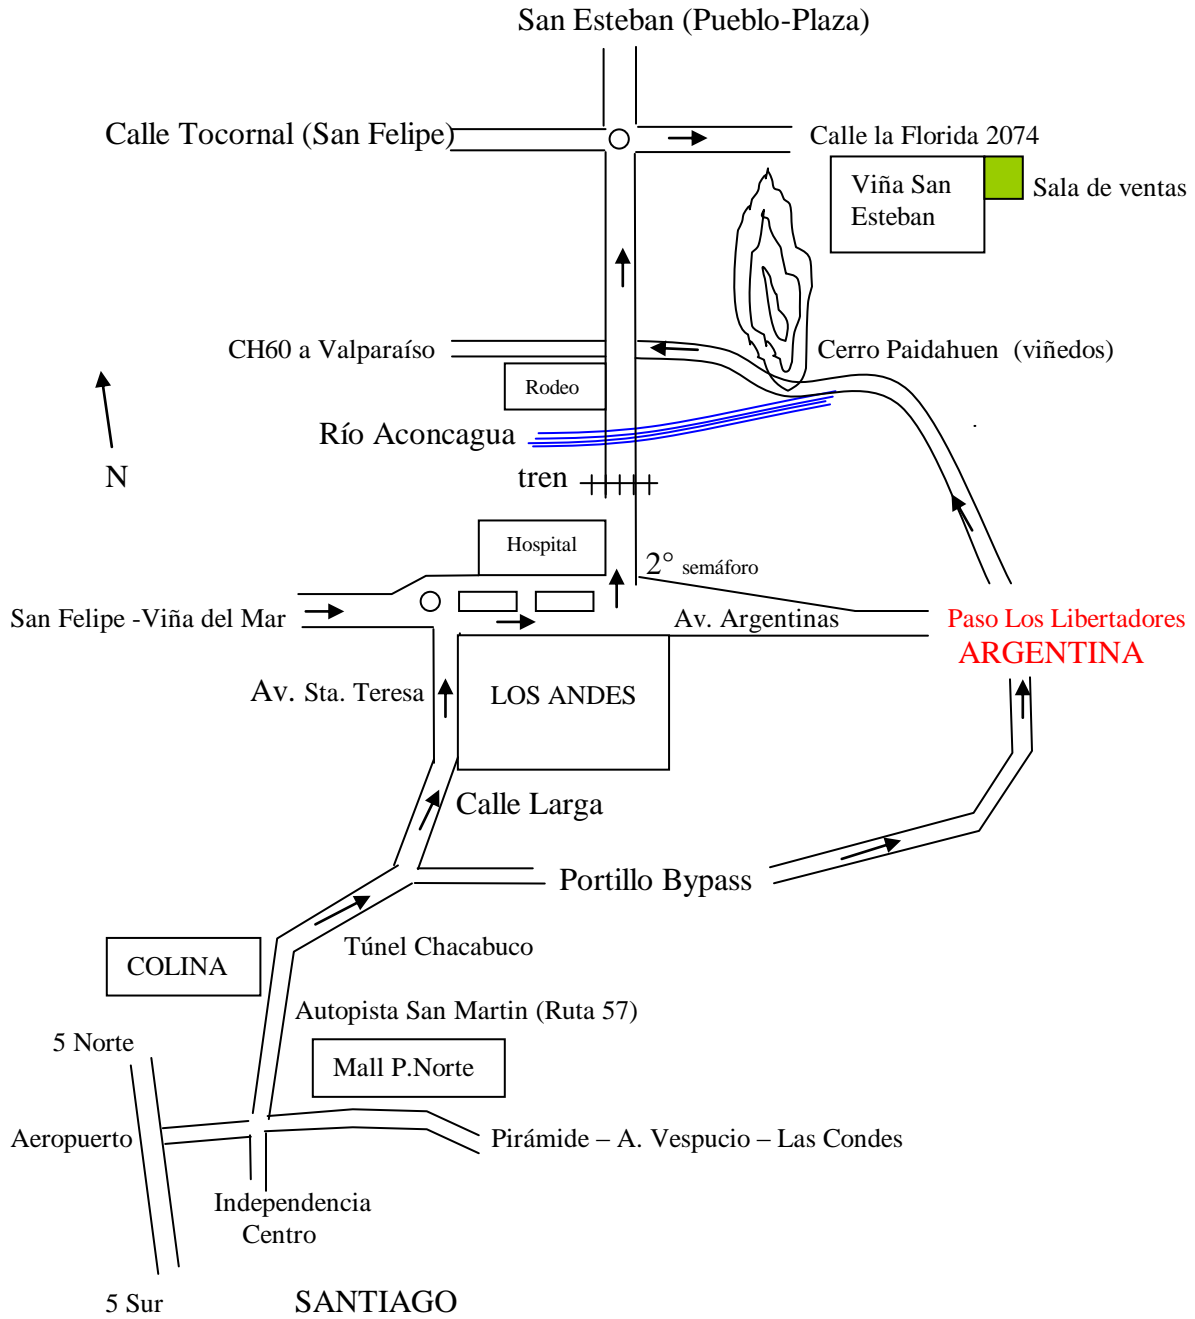 San Esteban (Pueblo-Plaza)
Calle Tocornal (San Felipe)
Calle la Florida 2074
Viña San
Esteban
Sala de ventas
CH60 a Valparaíso
Cerro Paidahuen (viñedos)
Rodeo
Río Aconcagua
N
tren
Hospital
2° semáforo
San Felipe -Viña del Mar
Av. Argentinas
Paso Los Libertadores
ARGENTINA
Av. Sta. Teresa
LOS ANDES
Calle Larga
Portillo Bypass
Túnel Chacabuco
COLINA
Autopista San Martin (Ruta 57)
5 Norte
Mall P.Norte
Aeropuerto
Pirámide – A. Vespucio – Las Condes
Independencia
Centro
5 Sur
SANTIAGO